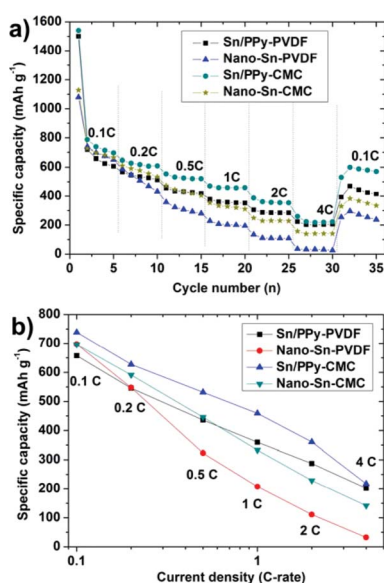 a)
1600
1400
1200
1000
800
600
400
200
0
Specific capacity (mAh g⁻¹)
Sn/PPy-PVDF
Nano-Sn-PVDF
Sn/PPy-CMC
Nano-Sn-CMC
0.1C
0.2C
0.5C
1C
2C
4C
0.1C
0 5 10 15 20 25 30 35
Cycle number (n)
b)
800
700
600
500
400
300
200
100
0
Specific capacity (mAh g⁻¹)
Sn/PPy-PVDF
Nano-Sn-PVDF
Sn/PPy-CMC
Nano-Sn-CMC
0.1 C
0.2 C
0.5 C
1 C
2 C
4 C
0.1 1
Current density (C-rate)